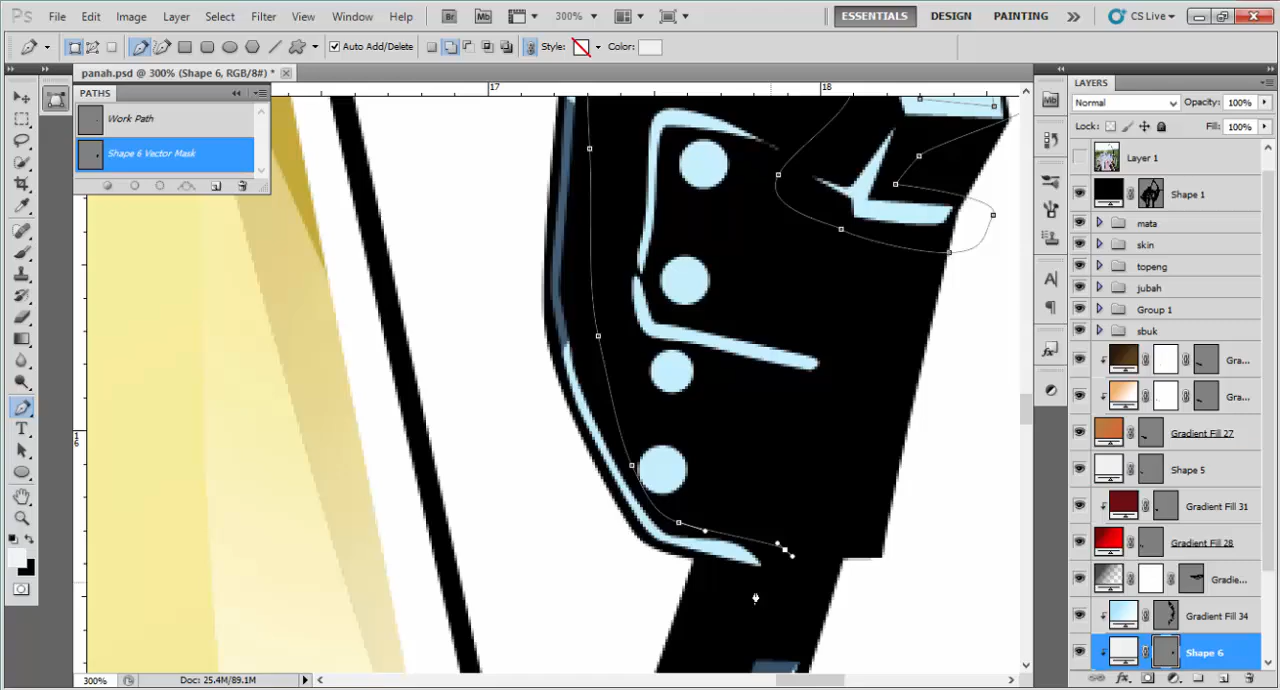 Ps File Edit Image Layer Select Filter View Window Help Br Mb 300% ESSENTIALS DESIGN PAINTING CS Live
Auto Add/Delete Style: Color:
panah.psd @ 300% (Shape 6, RGB/8#) *
PATHS
Work Path
Shape 6 Vector Mask
17 18
16
T
Mb
A
LAYERS
Normal Opacity: 100%
Lock: Fill: 100%
Layer 1
Shape 1
mata
skin
topeng
jubah
Group 1
sbuk
Gra...
Gra...
Gradient Fill 27
Shape 5
Gradient Fill 31
Gradient Fill 28
Gradie...
Gradient Fill 34
Shape 6
300% Doc: 25.4M/89.1M